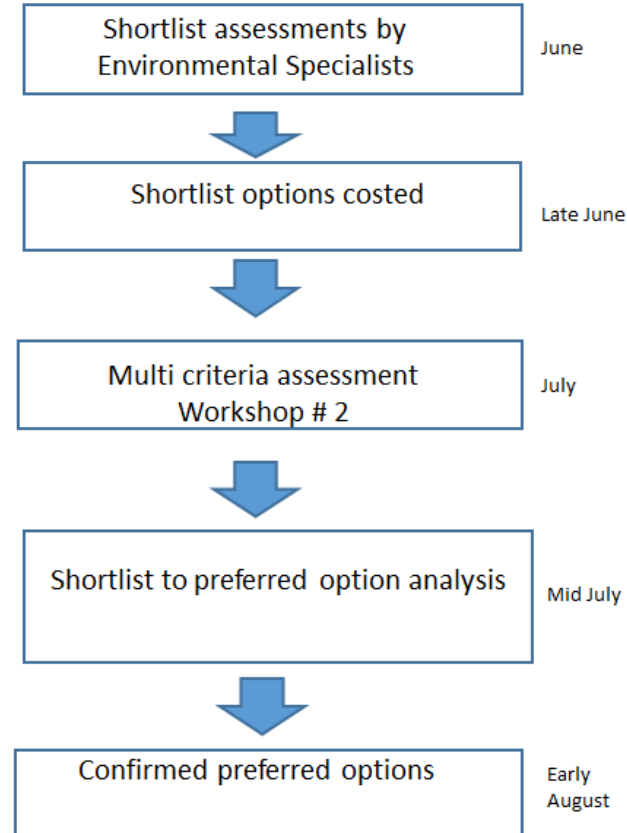 Shortlist assessments by
Environmental Specialists
June
Shortlist options costed
Late June
Multi criteria assessment
Workshop # 2
July
Shortlist to preferred option analysis
Mid July
Confirmed preferred options
Early
August